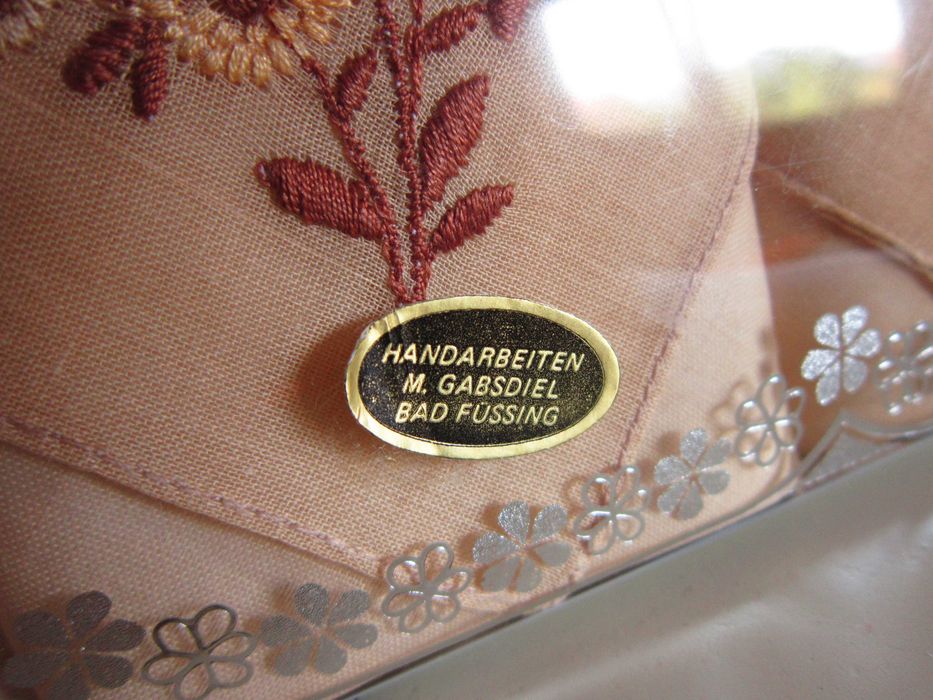 HANDARBEITEN
M. GABSDIEL
BAD FUSSING